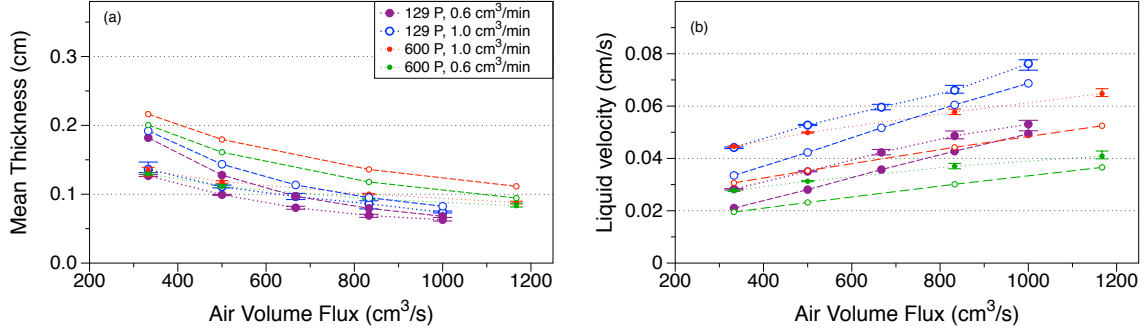 (a)
129 P, 0.6 cm³/min
129 P, 1.0 cm³/min
600 P, 1.0 cm³/min
600 P, 0.6 cm³/min
Mean Thickness (cm)
0.3
0.2
0.1
0.0
200 400 600 800 1000 1200
Air Volume Flux (cm³/s)
(b)
Liquid velocity (cm/s)
0.08
0.06
0.04
0.02
0
200 400 600 800 1000 1200
Air Volume Flux (cm³/s)